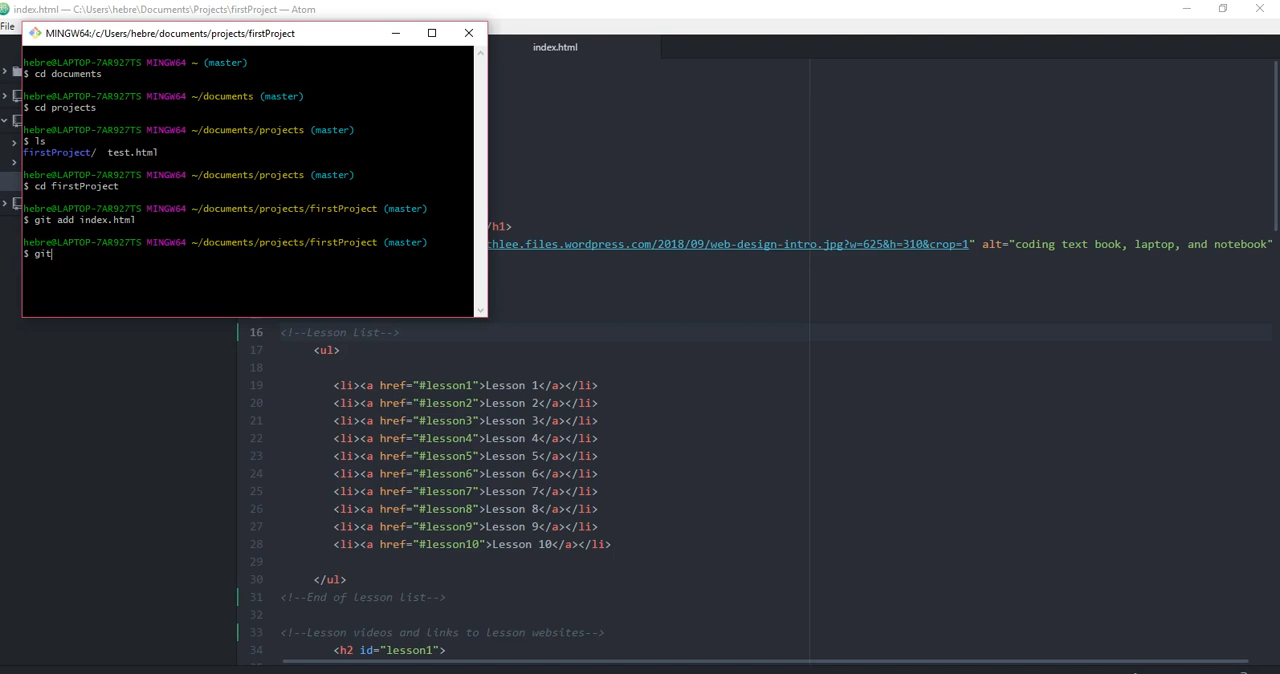 index.html — C:\Users\hebre\Documents\Projects\firstProject — Atom
File
MINGW64:/c/Users/hebre/documents/projects/firstProject
index.html
hebre@LAPTOP-7AR927TS MINGW64 ~ (master)
$ cd documents
hebre@LAPTOP-7AR927TS MINGW64 ~/documents (master)
$ cd projects
hebre@LAPTOP-7AR927TS MINGW64 ~/documents/projects (master)
$ ls
firstProject/  test.html
hebre@LAPTOP-7AR927TS MINGW64 ~/documents/projects (master)
$ cd firstProject
hebre@LAPTOP-7AR927TS MINGW64 ~/documents/projects/firstProject (master)
$ git add index.html
hebre@LAPTOP-7AR927TS MINGW64 ~/documents/projects/firstProject (master)
$ git
/h1>
thlee.files.wordpress.com/2018/09/web-design-intro.jpg?w=625&h=310&crop=1" alt="coding text book, laptop, and notebook"
16 <!--Lesson List-->
17 <ul>
18
19 <li><a href="#lesson1">Lesson 1</a></li>
20 <li><a href="#lesson2">Lesson 2</a></li>
21 <li><a href="#lesson3">Lesson 3</a></li>
22 <li><a href="#lesson4">Lesson 4</a></li>
23 <li><a href="#lesson5">Lesson 5</a></li>
24 <li><a href="#lesson6">Lesson 6</a></li>
25 <li><a href="#lesson7">Lesson 7</a></li>
26 <li><a href="#lesson8">Lesson 8</a></li>
27 <li><a href="#lesson9">Lesson 9</a></li>
28 <li><a href="#lesson10">Lesson 10</a></li>
29
30 </ul>
31 <!--End of lesson list-->
32
33 <!--Lesson videos and links to lesson websites-->
34 <h2 id="lesson1">